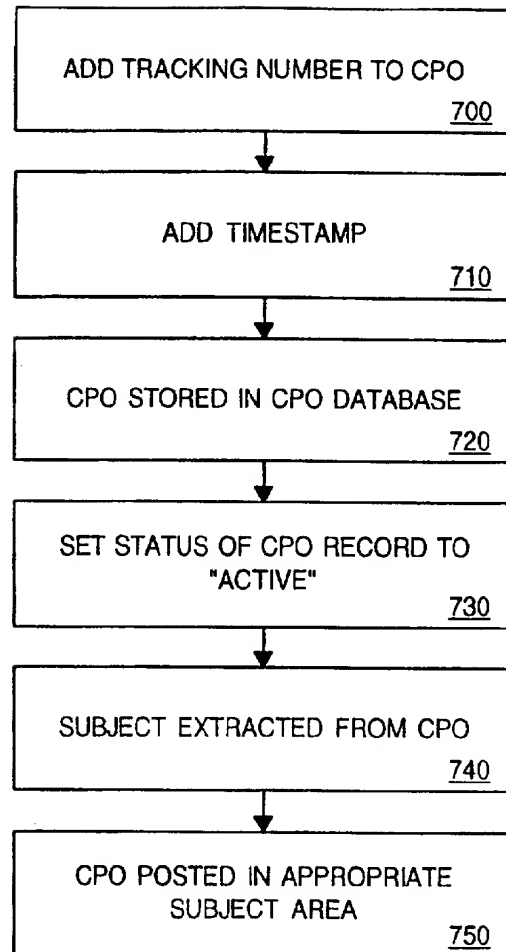 ADD TRACKING NUMBER TO CPO
700
ADD TIMESTAMP
710
CPO STORED IN CPO DATABASE
720
SET STATUS OF CPO RECORD TO
"ACTIVE"
730
SUBJECT EXTRACTED FROM CPO
740
CPO POSTED IN APPROPRIATE
SUBJECT AREA
750